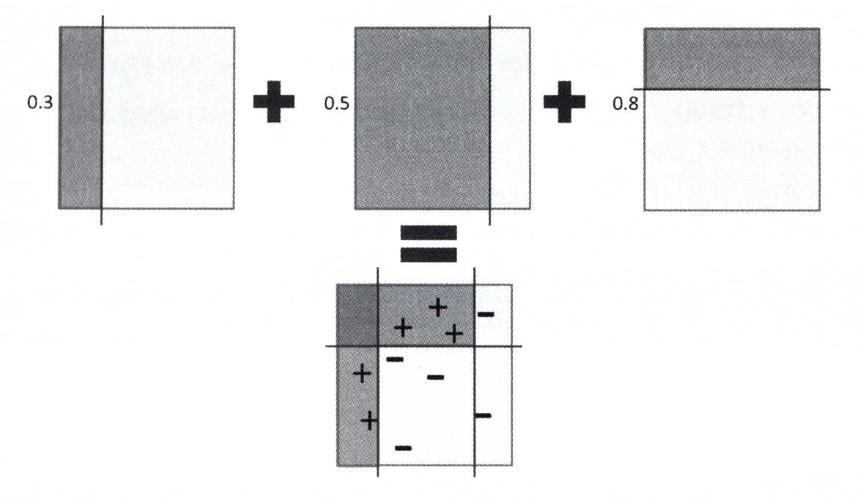 0.3 + 0.5 + 0.8
=
+ + + -
+ + - - - -